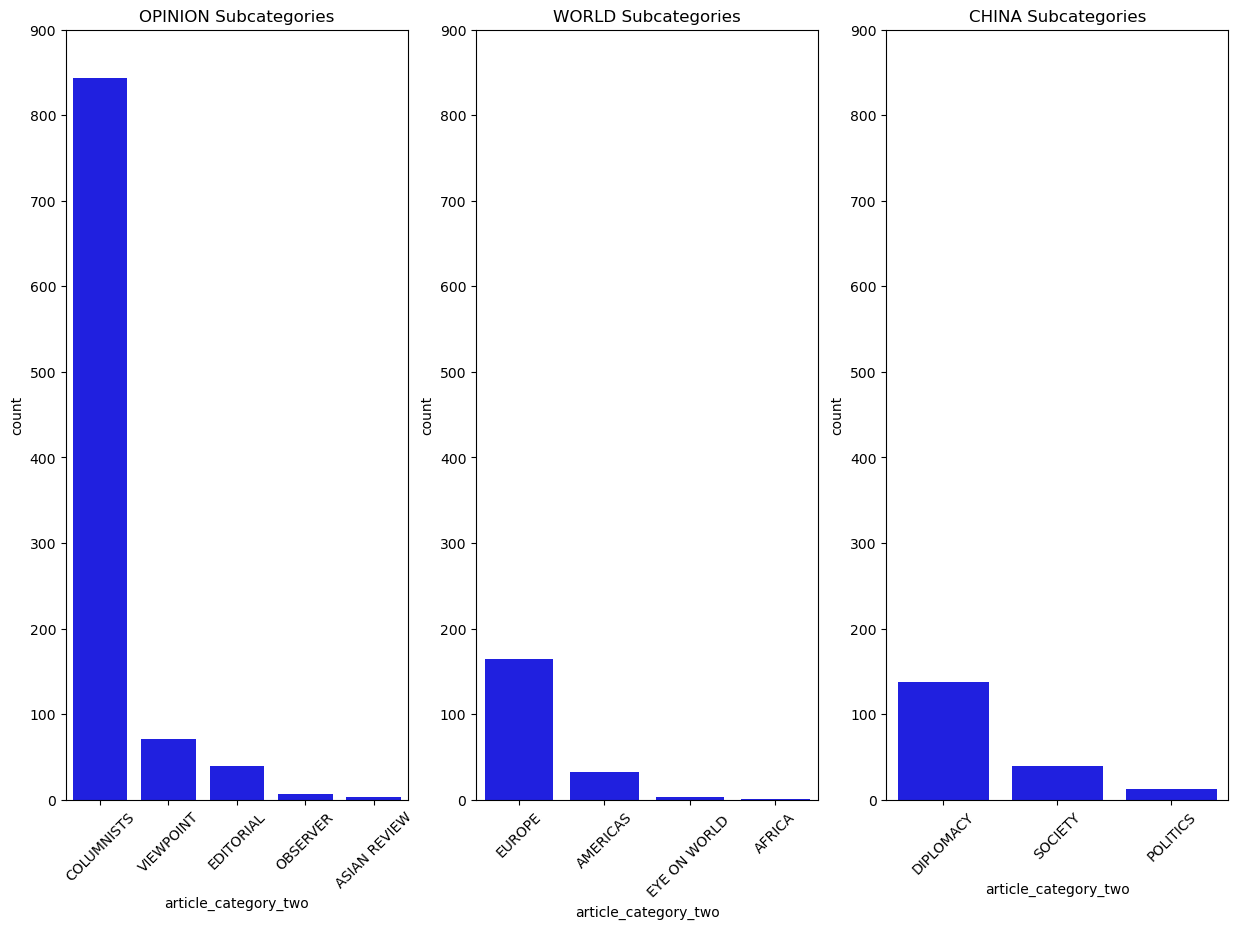 OPINION Subcategories
900
800
700
600
500
400
300
200
100
0
count
COLUMNISTS
VIEWPOINT
EDITORIAL
OBSERVER
ASIAN REVIEW
article_category_two
WORLD Subcategories
900
800
700
600
500
400
300
200
100
0
count
EUROPE
AMERICAS
EYE ON WORLD
AFRICA
article_category_two
CHINA Subcategories
900
800
700
600
500
400
300
200
100
0
count
DIPLOMACY
SOCIETY
POLITICS
article_category_two